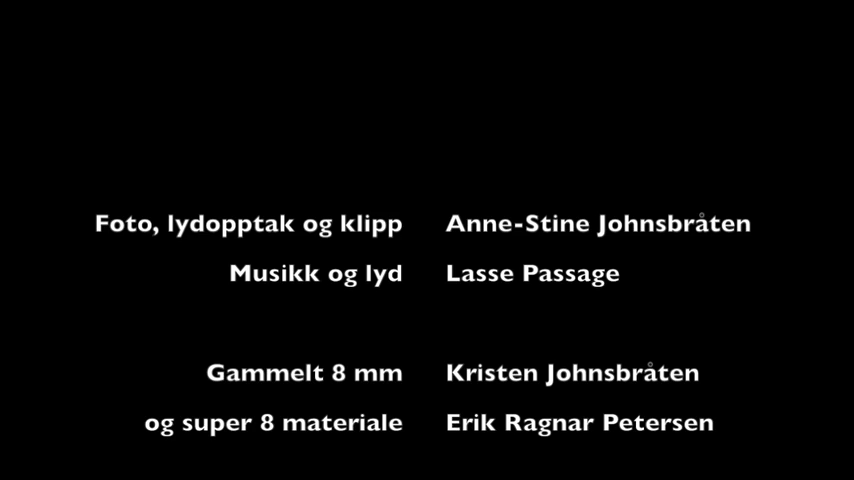 Foto, lydopptak og klipp Anne-Stine Johnsbråten
Musikk og lyd Lasse Passage
Gammelt 8 mm Kristen Johnsbråten
og super 8 materiale Erik Ragnar Petersen